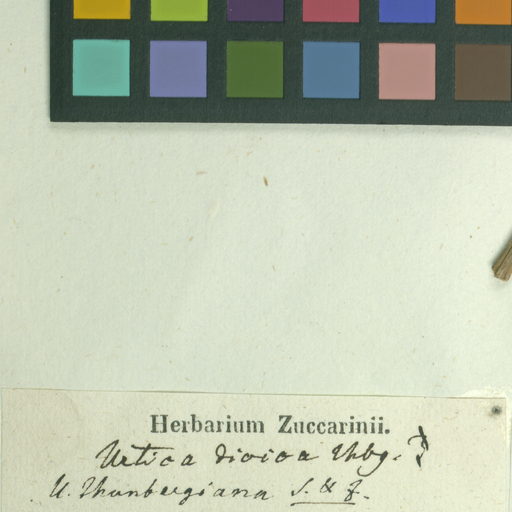 Herbarium Zuccarinii.
Urtica dioica Thbg. ?
U. Thunbergiana S. & Z.